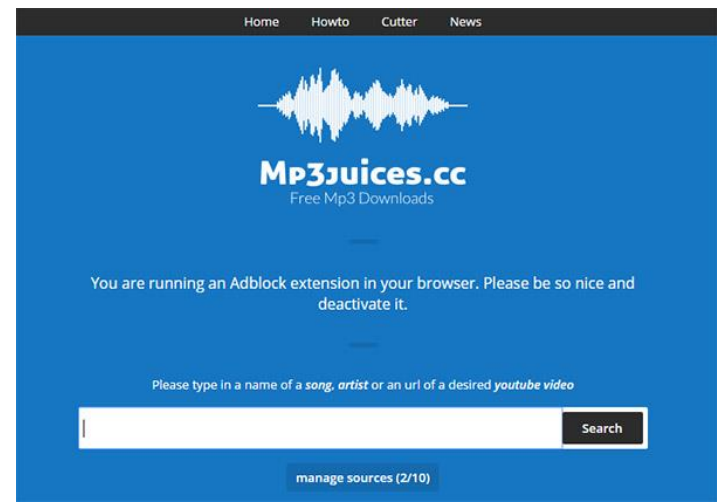 Home Howto Cutter News
Mp3juices.cc
Free Mp3 Downloads
You are running an Adblock extension in your browser. Please be so nice and
deactivate it.
Please type in a name of a song, artist or an url of a desired youtube video
Search
manage sources (2/10)